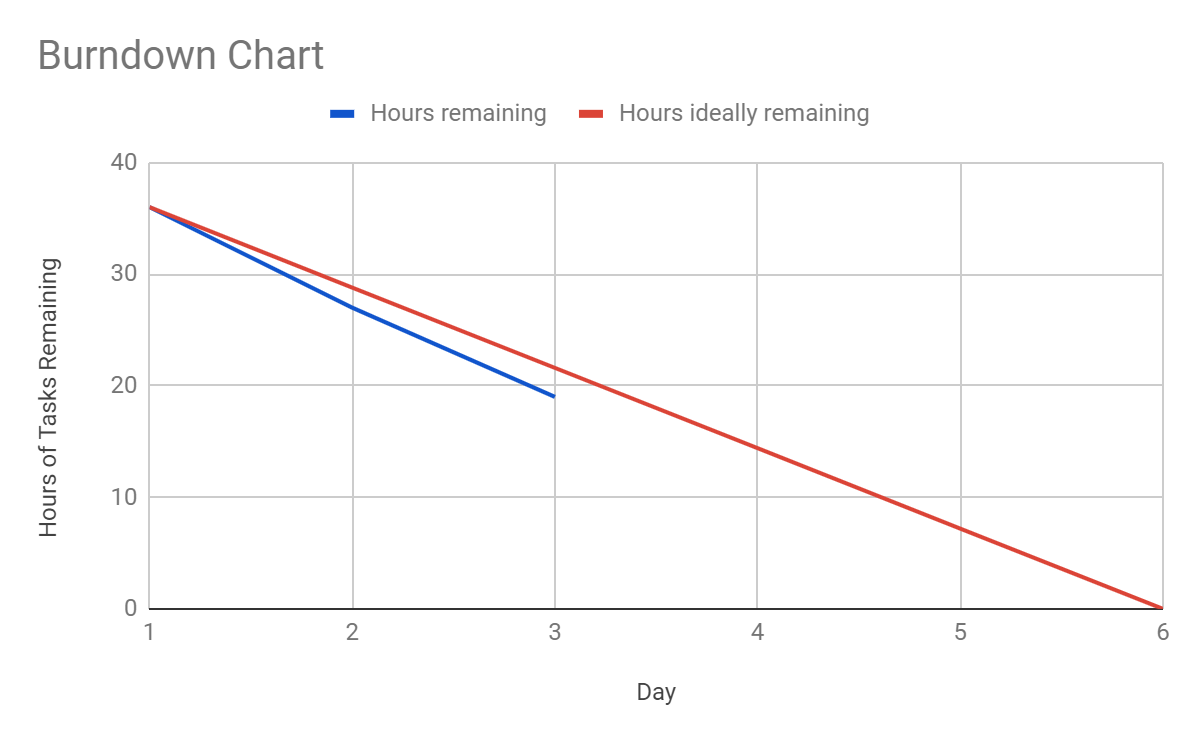 Burndown Chart
Hours remaining
Hours ideally remaining
Hours of Tasks Remaining
40
30
20
10
0
1 2 3 4 5 6
Day